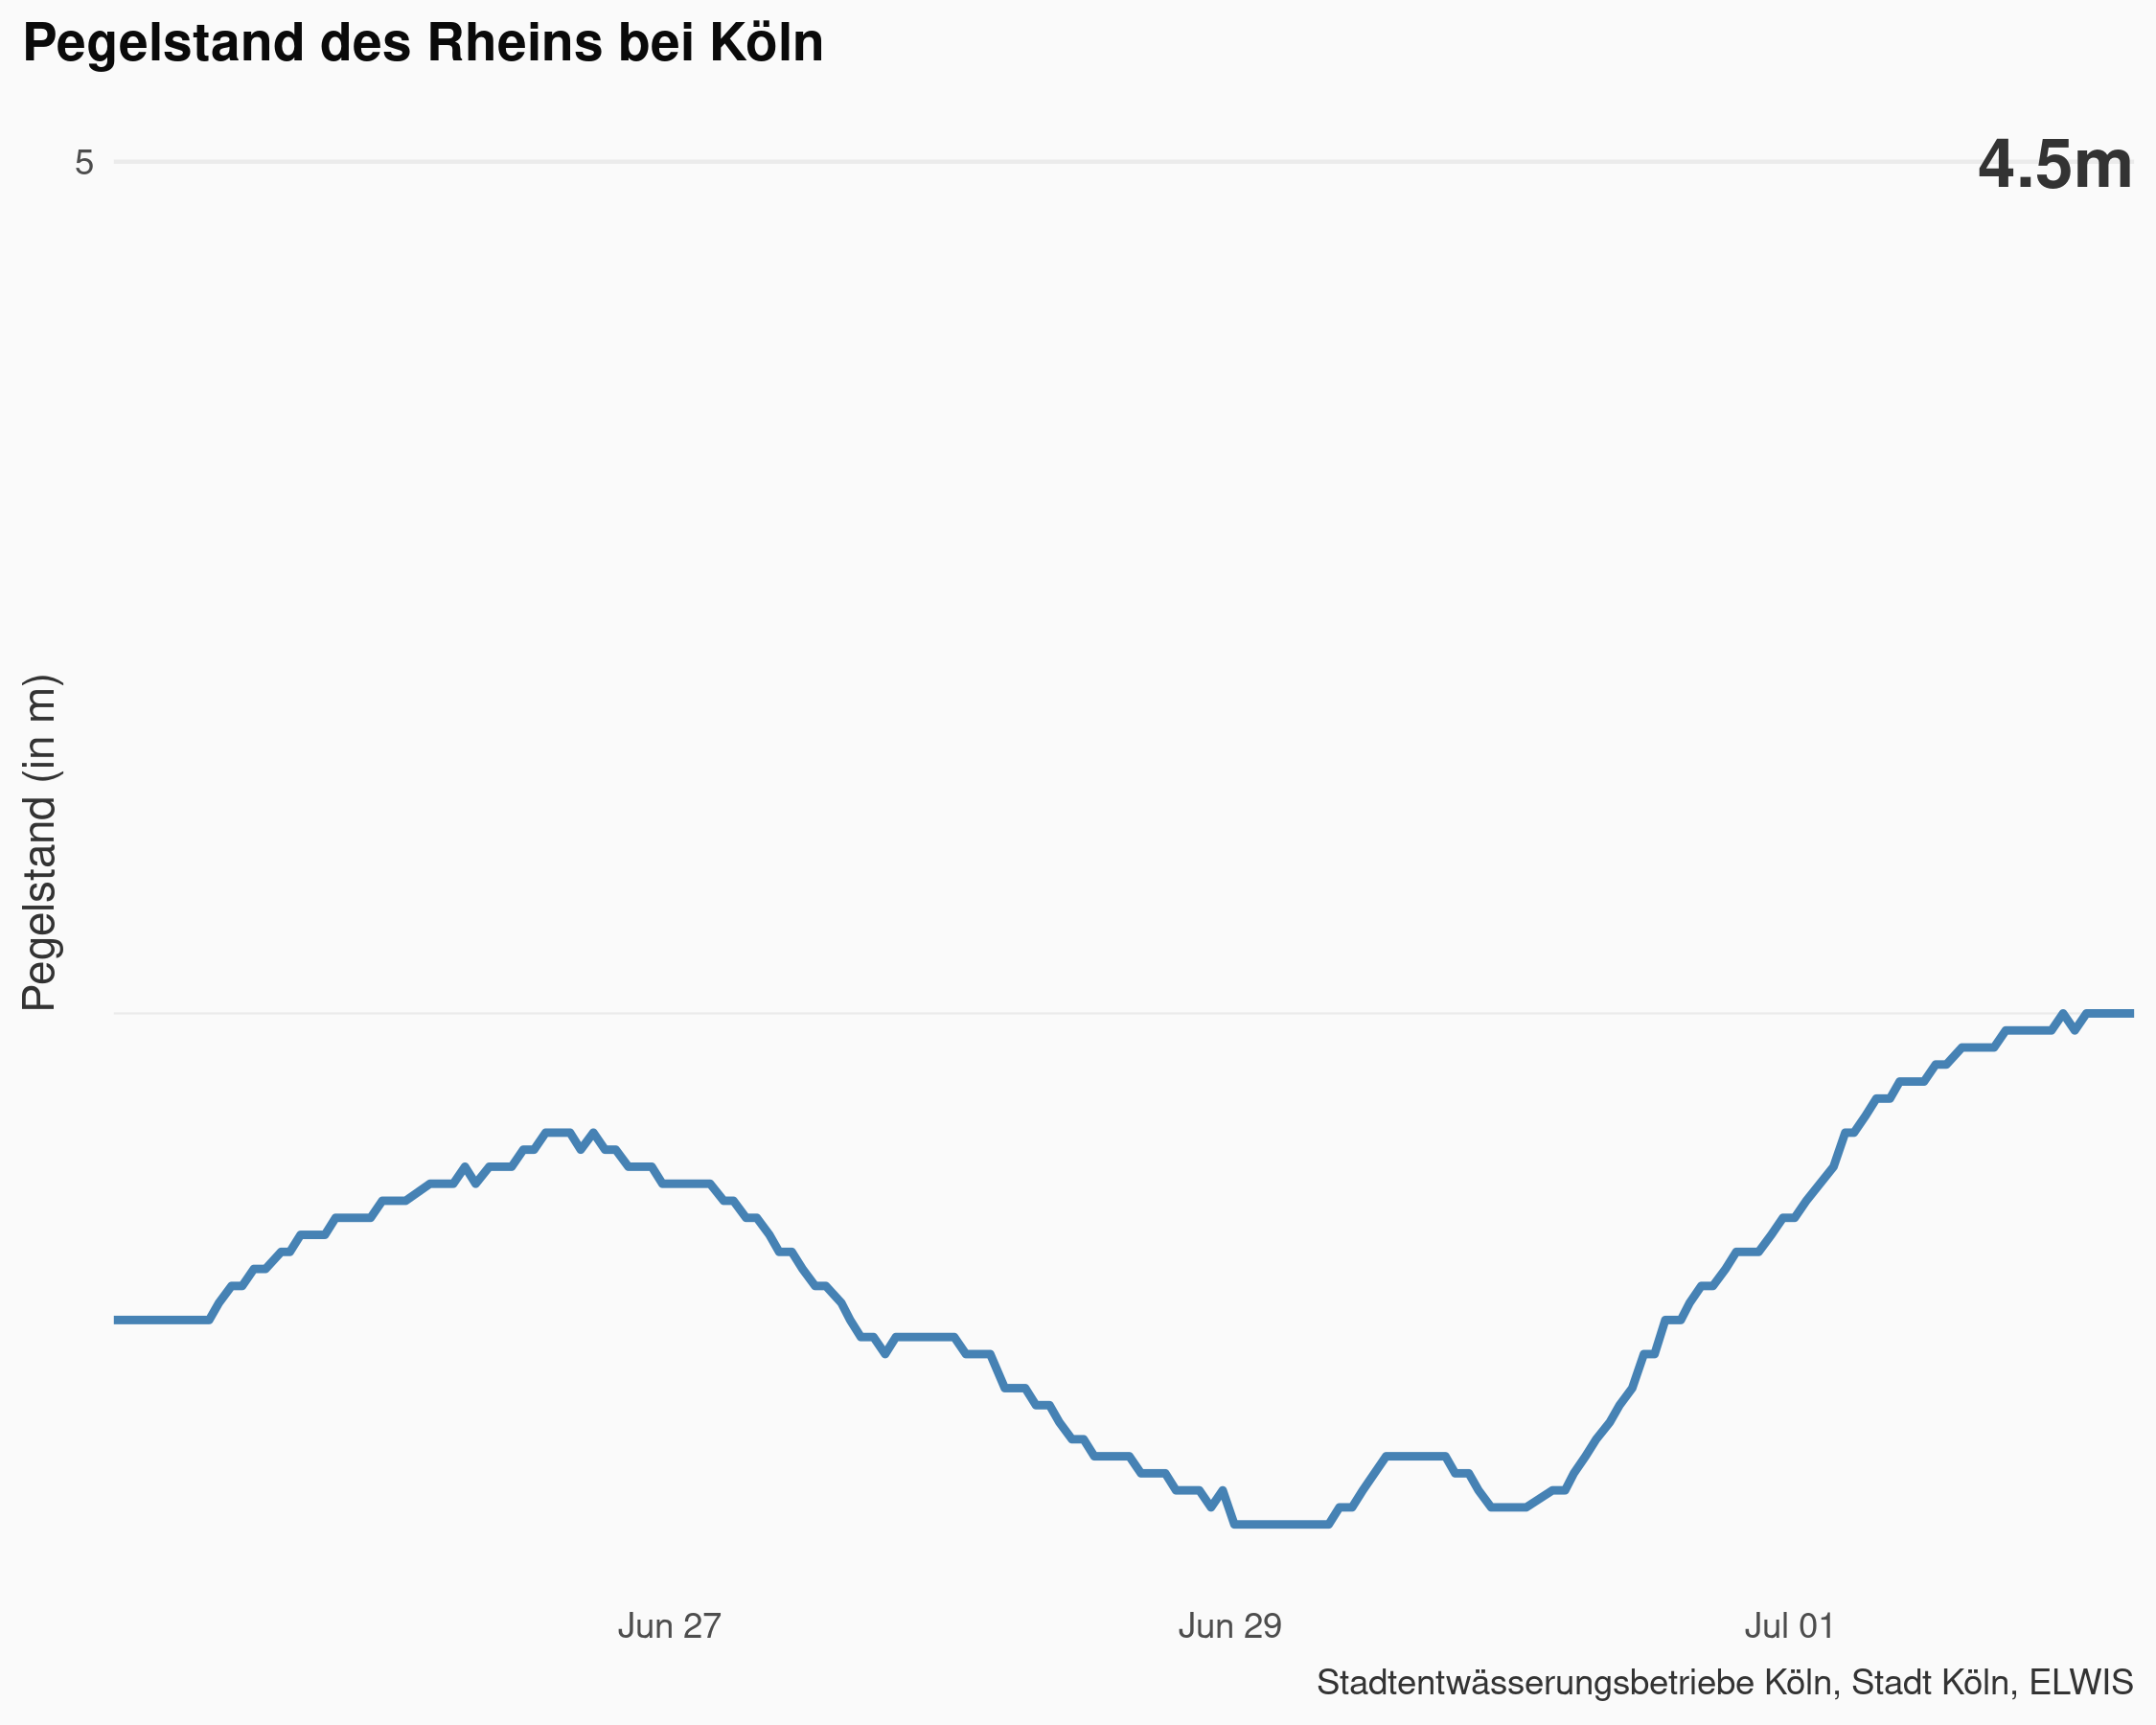 Pegelstand des Rheins bei Köln
5
4.5m
Pegelstand (in m)
Jun 27
Jun 29
Jul 01
Stadtentwässerungsbetriebe Köln, Stadt Köln, ELWIS